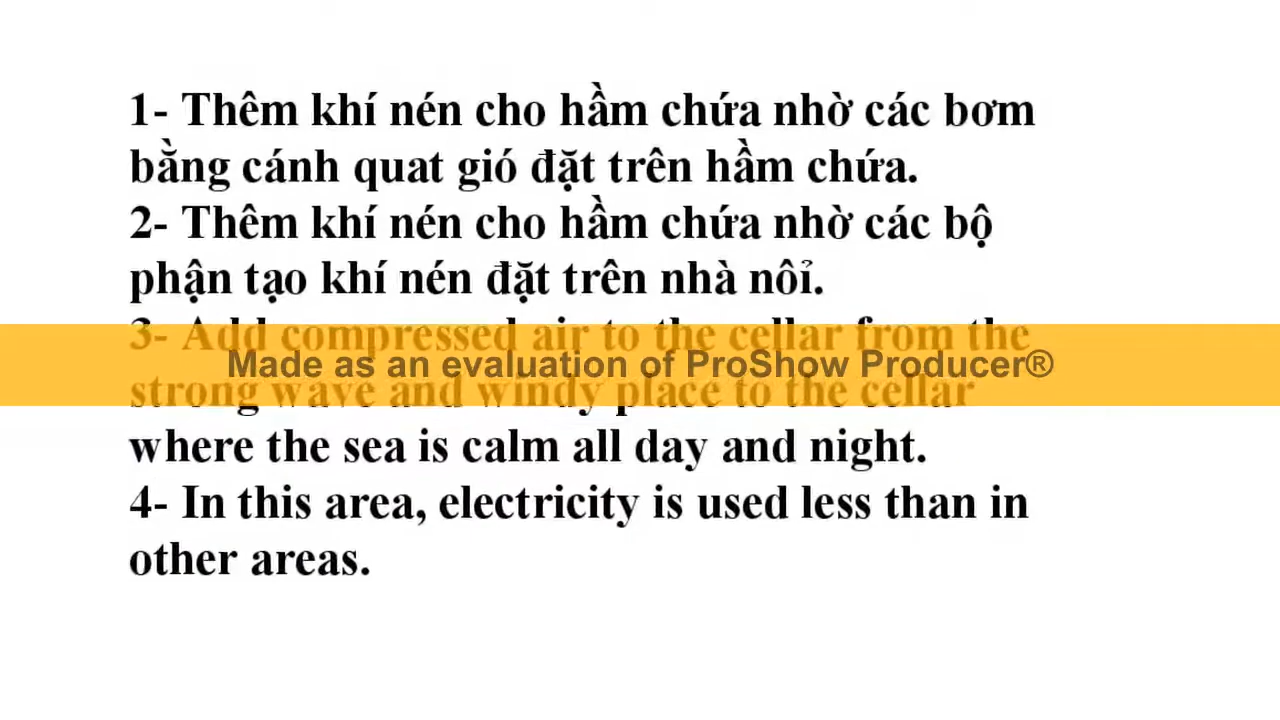 1- Thêm khí nén cho hầm chứa nhờ các bơm
bằng cánh quat gió đặt trên hầm chứa.
2- Thêm khí nén cho hầm chứa nhờ các bộ
phận tạo khí nén đặt trên nhà nôỉ.
3- Add compressed air to the cellar from the
Made as an evaluation of ProShow Producer®
strong wave and windy place to the cellar
where the sea is calm all day and night.
4- In this area, electricity is used less than in
other areas.